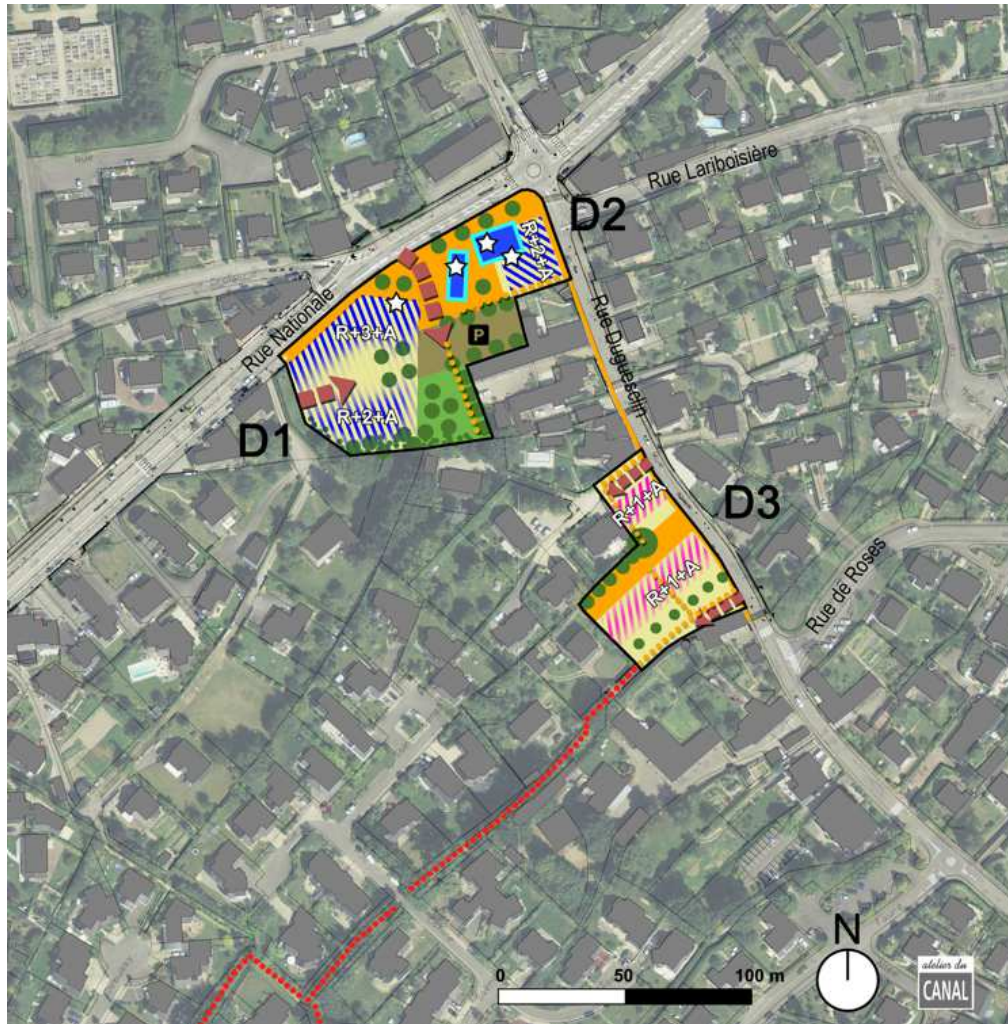 Rue Lariboisière
D2
R+2+A
Rue Nationale
R+3+A
P
Rue Duguesclin
R+2+A
D1
R+1+A
D3
R+1+A
Rue de Roses
N
0 50 100 m
atelier du
CANAL